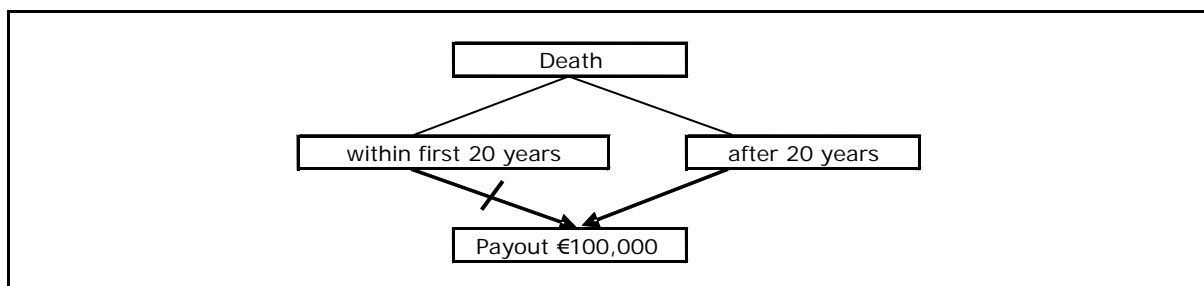 Death
within first 20 years
after 20 years
Payout €100,000